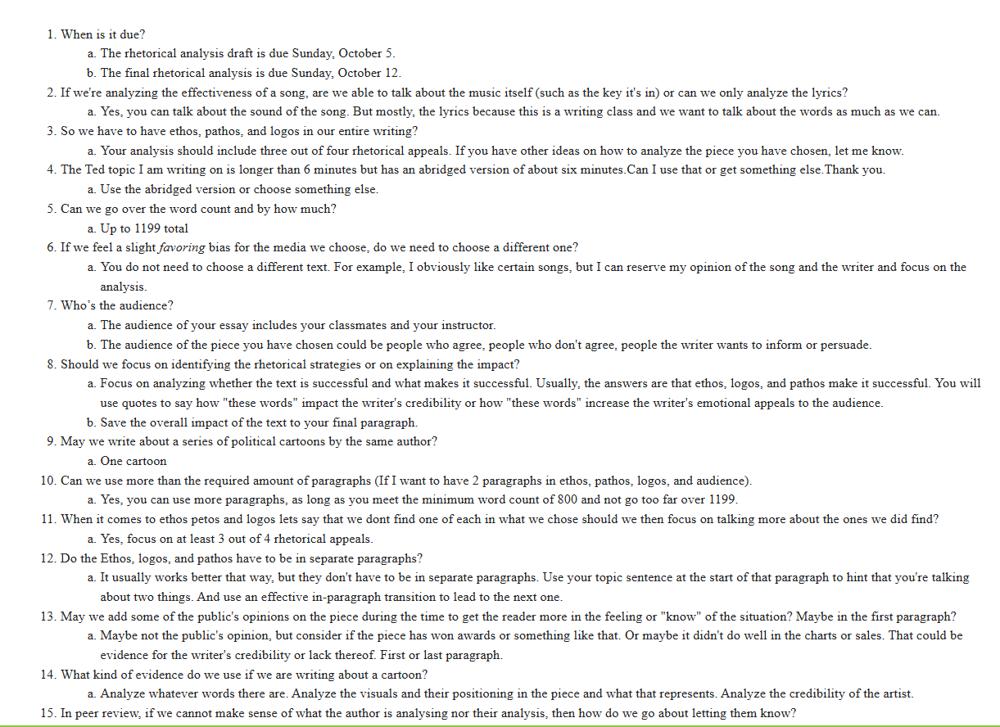 1. When is it due?
a. The rhetorical analysis draft is due Sunday, October 5.
b. The final rhetorical analysis is due Sunday, October 12.
2. If we're analyzing the effectiveness of a song, are we able to talk about the music itself (such as the key it's in) or can we only analyze the lyrics?
a. Yes, you can talk about the sound of the song. But mostly, the lyrics because this is a writing class and we want to talk about the words as much as we can.
3. So we have to have ethos, pathos, and logos in our entire writing?
a. Your analysis should include three out of four rhetorical appeals. If you have other ideas on how to analyze the piece you have chosen, let me know.
4. The Ted topic I am writing on is longer than 6 minutes but has an abridged version of about six minutes.Can I use that or get something else.Thank you.
a. Use the abridged version or choose something else.
5. Can we go over the word count and by how much?
a. Up to 1199 total
6. If we feel a slight favoring bias for the media we choose, do we need to choose a different one?
a. You do not need to choose a different text. For example, I obviously like certain songs, but I can reserve my opinion of the song and the writer and focus on the
analysis.
7. Who’s the audience?
a. The audience of your essay includes your classmates and your instructor.
b. The audience of the piece you have chosen could be people who agree, people who don't agree, people the writer wants to inform or persuade.
8. Should we focus on identifying the rhetorical strategies or on explaining the impact?
a. Focus on analyzing whether the text is successful and what makes it successful. Usually, the answers are that ethos, logos, and pathos make it successful. You will
use quotes to say how "these words" impact the writer's credibility or how "these words" increase the writer's emotional appeals to the audience.
b. Save the overall impact of the text to your final paragraph.
9. May we write about a series of political cartoons by the same author?
a. One cartoon
10. Can we use more than the required amount of paragraphs (If I want to have 2 paragraphs in ethos, pathos, logos, and audience).
a. Yes, you can use more paragraphs, as long as you meet the minimum word count of 800 and not go too far over 1199.
11. When it comes to ethos petos and logos lets say that we dont find one of each in what we chose should we then focus on talking more about the ones we did find?
a. Yes, focus on at least 3 out of 4 rhetorical appeals.
12. Do the Ethos, logos, and pathos have to be in separate paragraphs?
a. It usually works better that way, but they don't have to be in separate paragraphs. Use your topic sentence at the start of that paragraph to hint that you're talking
about two things. And use an effective in-paragraph transition to lead to the next one.
13. May we add some of the public's opinions on the piece during the time to get the reader more in the feeling or "know" of the situation? Maybe in the first paragraph?
a. Maybe not the public's opinion, but consider if the piece has won awards or something like that. Or maybe it didn't do well in the charts or sales. That could be
evidence for the writer's credibility or lack thereof. First or last paragraph.
14. What kind of evidence do we use if we are writing about a cartoon?
a. Analyze whatever words there are. Analyze the visuals and their positioning in the piece and what that represents. Analyze the credibility of the artist.
15. In peer review, if we cannot make sense of what the author is analysing nor their analysis, then how do we go about letting them know?